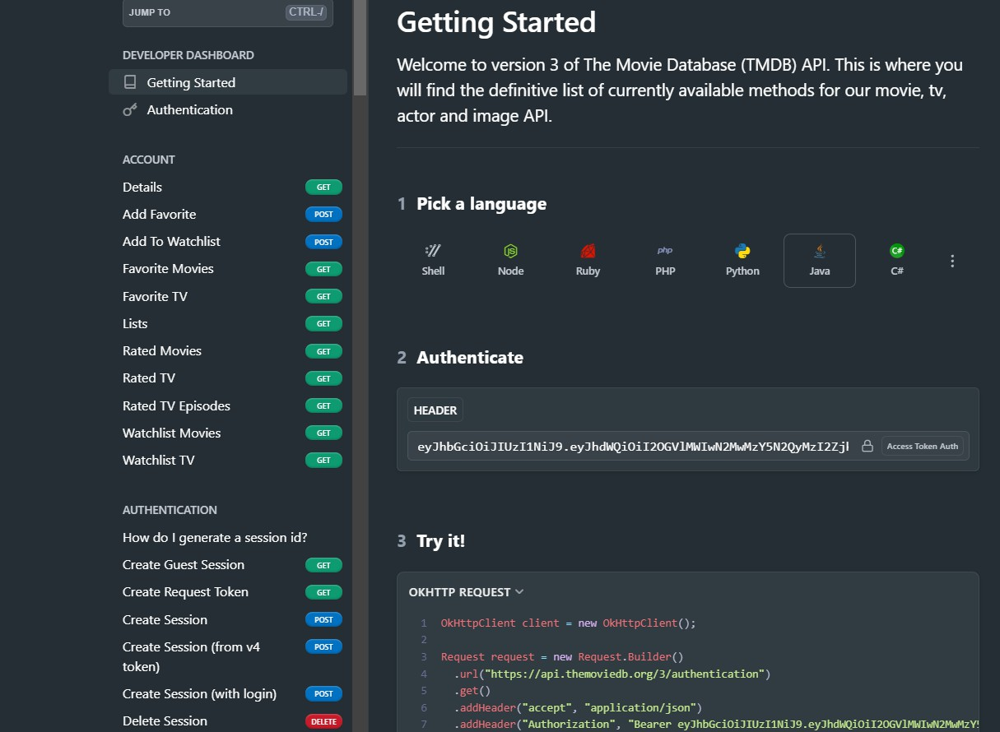 JUMP TO CTRL-/
DEVELOPER DASHBOARD
Getting Started
Authentication
ACCOUNT
Details GET
Add Favorite POST
Add To Watchlist POST
Favorite Movies GET
Favorite TV GET
Lists GET
Rated Movies GET
Rated TV GET
Rated TV Episodes GET
Watchlist Movies GET
Watchlist TV GET
AUTHENTICATION
How do I generate a session id?
Create Guest Session GET
Create Request Token GET
Create Session POST
Create Session (from v4 POST
token)
Create Session (with login) POST
Delete Session DELETE
Getting Started
Welcome to version 3 of The Movie Database (TMDB) API. This is where you
will find the definitive list of currently available methods for our movie, tv,
actor and image API.
1 Pick a language
JS php C#
Shell Node Ruby PHP Python Java C#
2 Authenticate
HEADER
eyJhbGciOiJIUzI1NiJ9.eyJhdWQiOiI2OGVlMWIwN2MwMzY5N2QyMzI2Zjl Access Token Auth
3 Try it!
OKHTTP REQUEST
1 OkHttpClient client = new OkHttpClient();
2
3 Request request = new Request.Builder()
4 .url("https://api.themoviedb.org/3/authentication")
5 .get()
6 .addHeader("accept", "application/json")
7 .addHeader("Authorization", "Bearer eyJhbGciOiJIUzI1NiJ9.eyJhdWQiOiI2OGVlMWIwN2MwMzY5